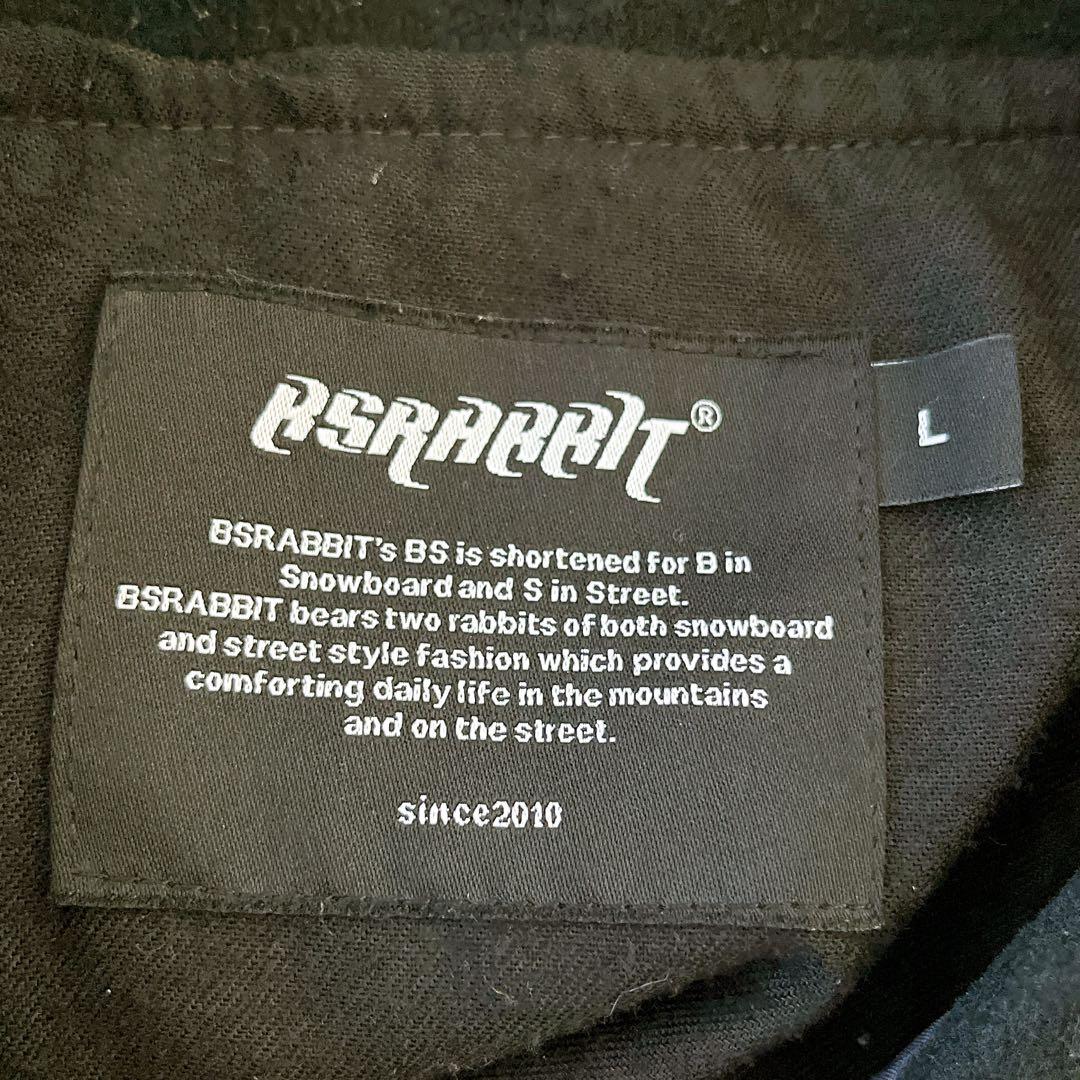 BSRABBIT®
L
BSRABBIT's BS is shortened for B in
Snowboard and S in Street.
BSRABBIT bears two rabbits of both snowboard
and street style fashion which provides a
comforting daily life in the mountains
and on the street.
since2010